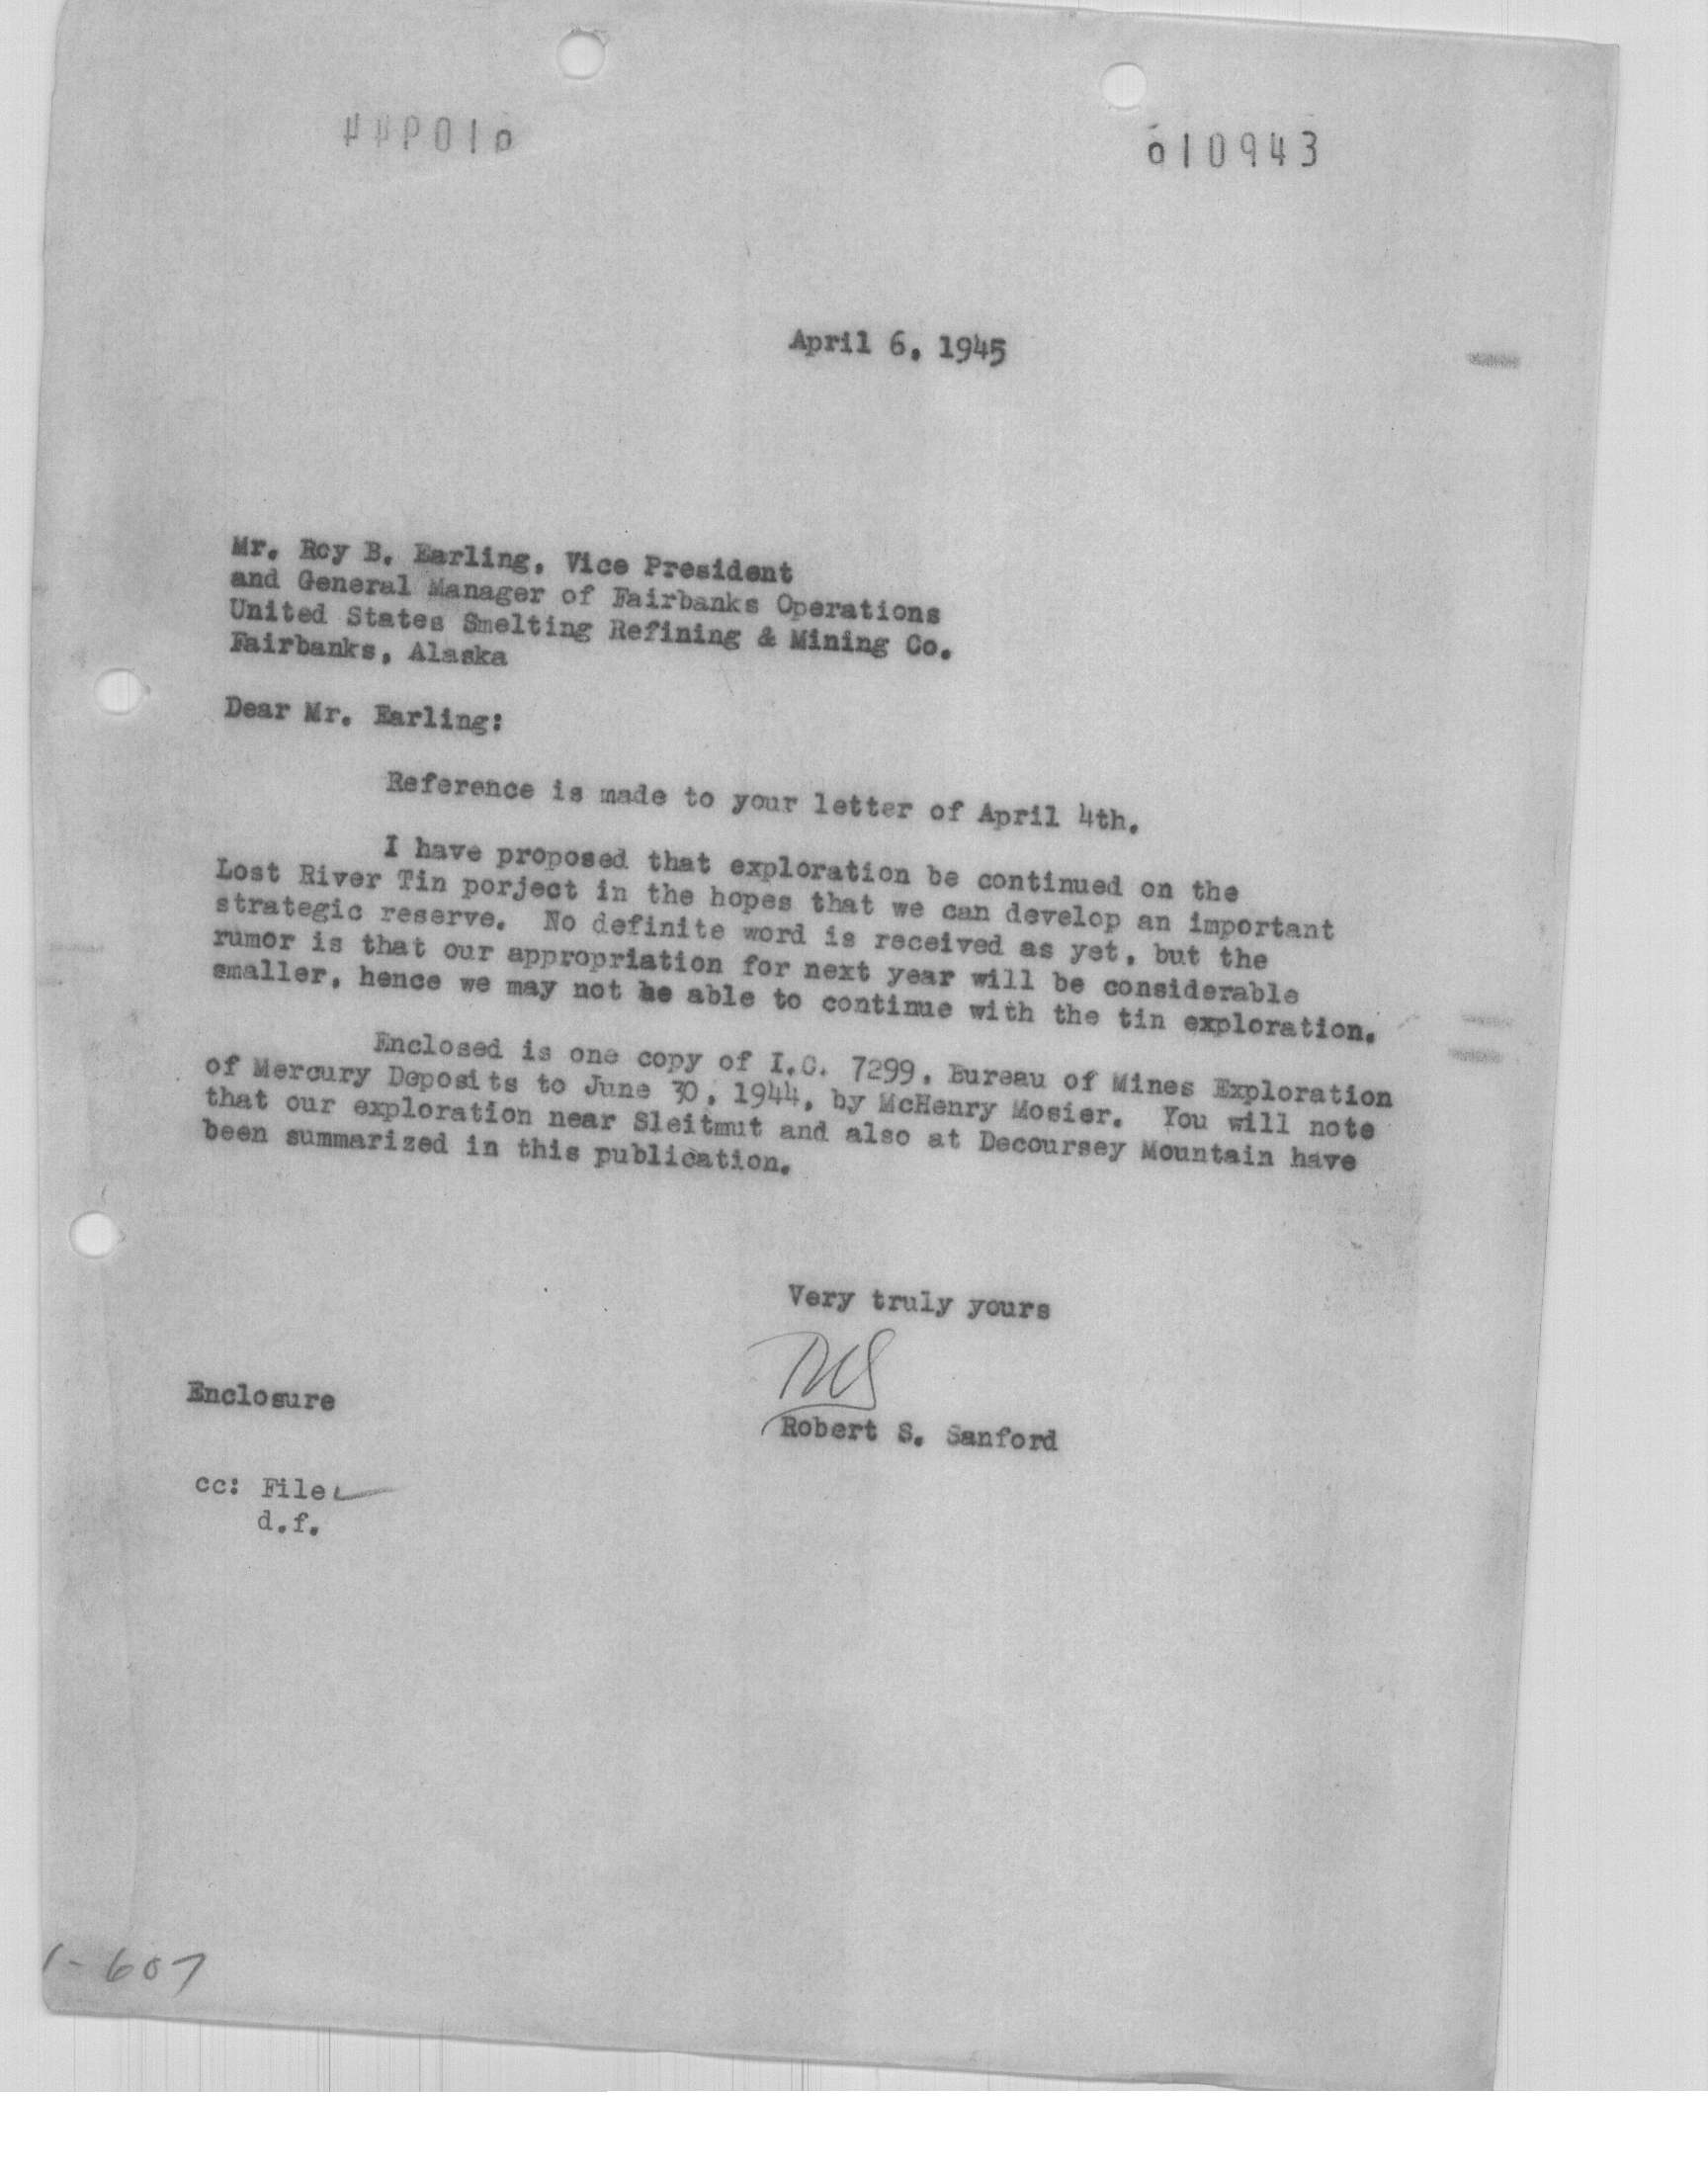 010943
April 6, 1945
Mr. Roy B. Earling, Vice President
and General Manager of Fairbanks Operations
United States Smelting Refining & Mining Co.
Fairbanks, Alaska
Dear Mr. Earling:
Reference is made to your letter of April 4th.
I have proposed that exploration be continued on the
Lost River Tin porject in the hopes that we can develop an important
strategic reserve. No definite word is received as yet, but the
rumor is that our appropriation for next year will be considerable
smaller, hence we may not be able to continue with the tin exploration.
Enclosed is one copy of I.C. 7299, Bureau of Mines Exploration
of Mercury Deposits to June 30, 1944, by McHenry Mosier. You will note
that our exploration near Sleitmut and also at Decoursey Mountain have
been summarized in this publication.
Very truly yours
Robert S. Sanford
Enclosure
cc: File
d.f.
1-607